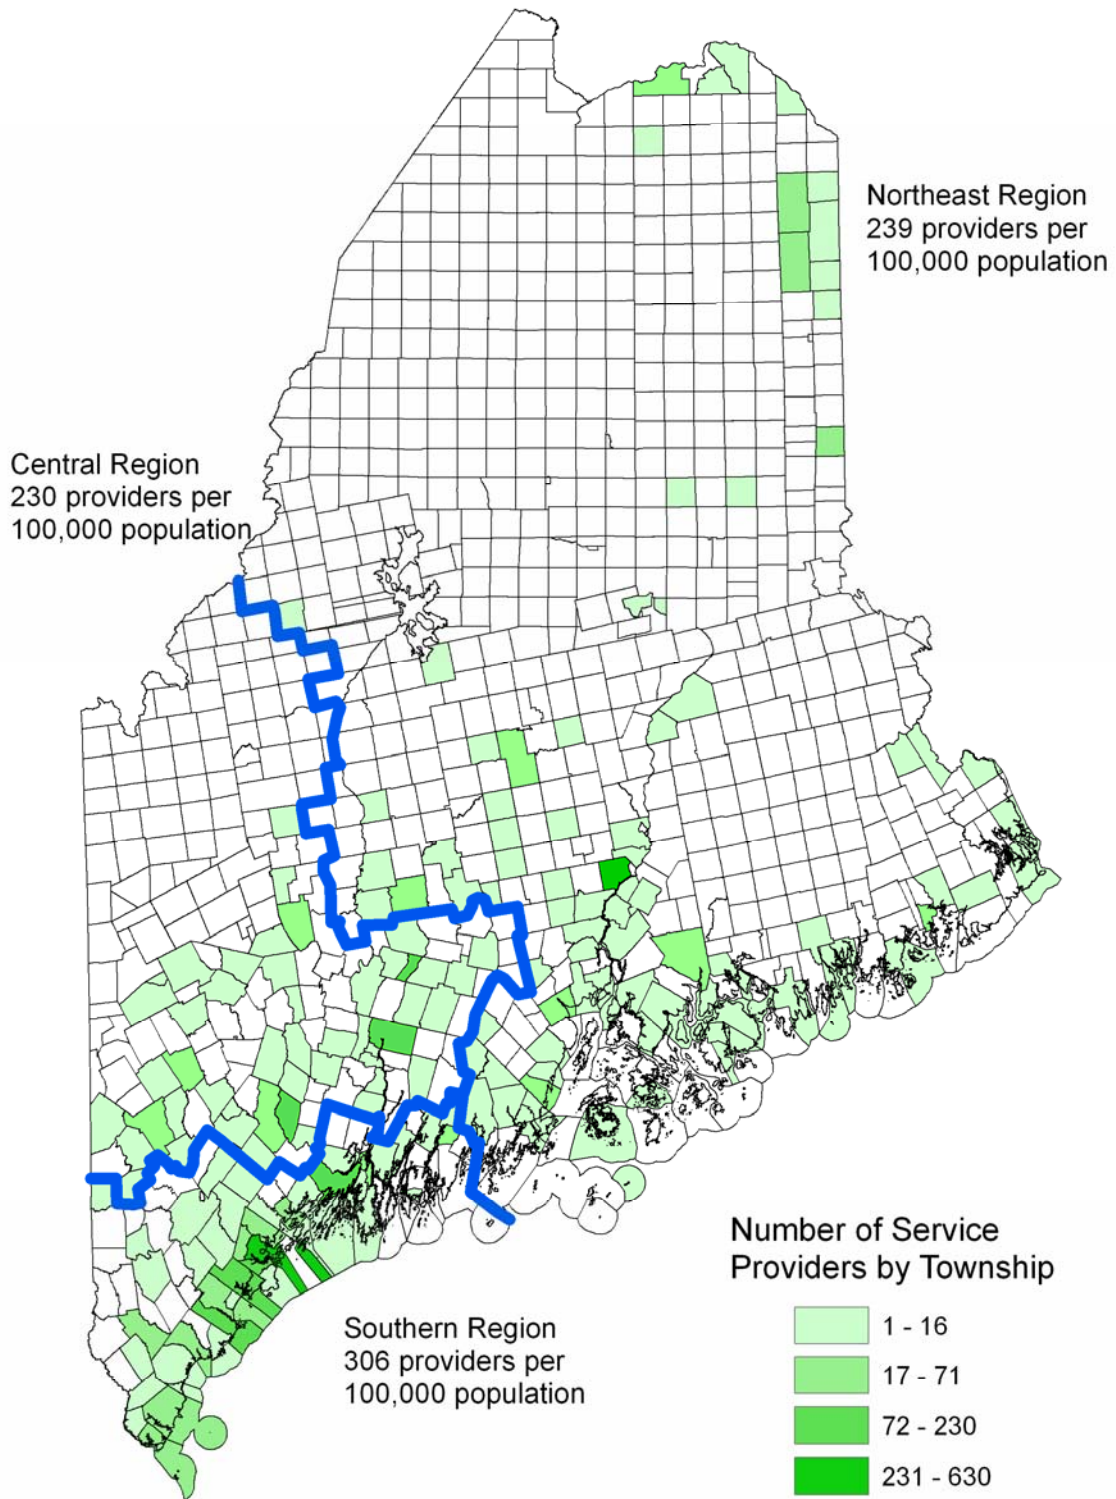 Northeast Region
239 providers per
100,000 population
Central Region
230 providers per
100,000 population
Southern Region
306 providers per
100,000 population
Number of Service
Providers by Township
1 - 16
17 - 71
72 - 230
231 - 630